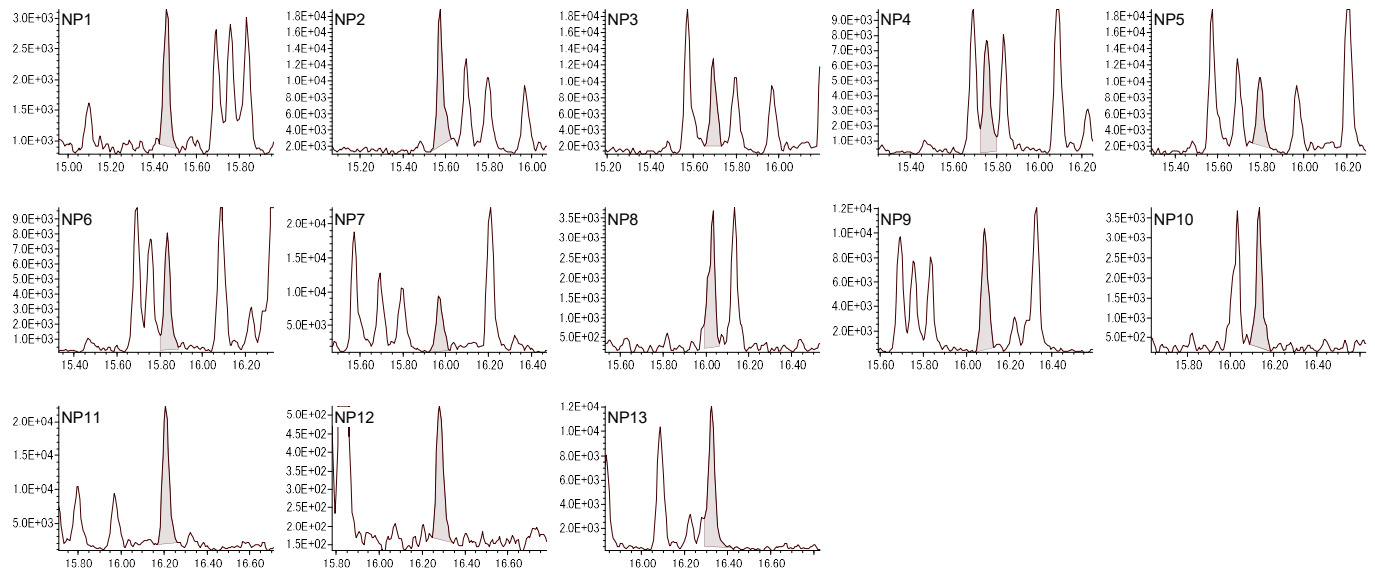 NP1
3.0E+03
2.5E+03
2.0E+03
1.5E+03
1.0E+03
15.00 15.20 15.40 15.60 15.80
NP2
1.8E+04
1.6E+04
1.4E+04
1.2E+04
1.0E+04
8.0E+03
6.0E+03
4.0E+03
2.0E+03
15.20 15.40 15.60 15.80 16.00
NP3
1.8E+04
1.6E+04
1.4E+04
1.2E+04
1.0E+04
8.0E+03
6.0E+03
4.0E+03
2.0E+03
15.20 15.40 15.60 15.80 16.00
NP4
9.0E+03
8.0E+03
7.0E+03
6.0E+03
5.0E+03
4.0E+03
3.0E+03
2.0E+03
1.0E+03
15.40 15.60 15.80 16.00 16.20
NP5
1.8E+04
1.6E+04
1.4E+04
1.2E+04
1.0E+04
8.0E+03
6.0E+03
4.0E+03
2.0E+03
15.40 15.60 15.80 16.00 16.20
NP6
9.0E+03
8.0E+03
7.0E+03
6.0E+03
5.0E+03
4.0E+03
3.0E+03
2.0E+03
1.0E+03
15.40 15.60 15.80 16.00 16.20
NP7
2.0E+04
1.0E+04
5.0E+03
15.60 15.80 16.00 16.20 16.40
NP8
3.5E+03
3.0E+03
2.5E+03
2.0E+03
1.5E+03
1.0E+03
5.0E+02
15.60 15.80 16.00 16.20 16.40
NP9
1.2E+04
1.0E+04
8.0E+03
6.0E+03
4.0E+03
2.0E+03
15.60 15.80 16.00 16.20 16.40
NP10
3.5E+03
3.0E+03
2.5E+03
2.0E+03
1.5E+03
1.0E+03
5.0E+02
15.80 16.00 16.20 16.40
NP11
2.0E+04
1.0E+04
5.0E+03
15.80 16.00 16.20 16.40 16.60
NP12
5.0E+02
4.5E+02
4.0E+02
3.5E+02
3.0E+02
2.5E+02
2.0E+02
1.5E+02
15.80 16.00 16.20 16.40 16.60
NP13
1.2E+04
1.0E+04
8.0E+03
6.0E+03
4.0E+03
2.0E+03
16.00 16.20 16.40 16.60